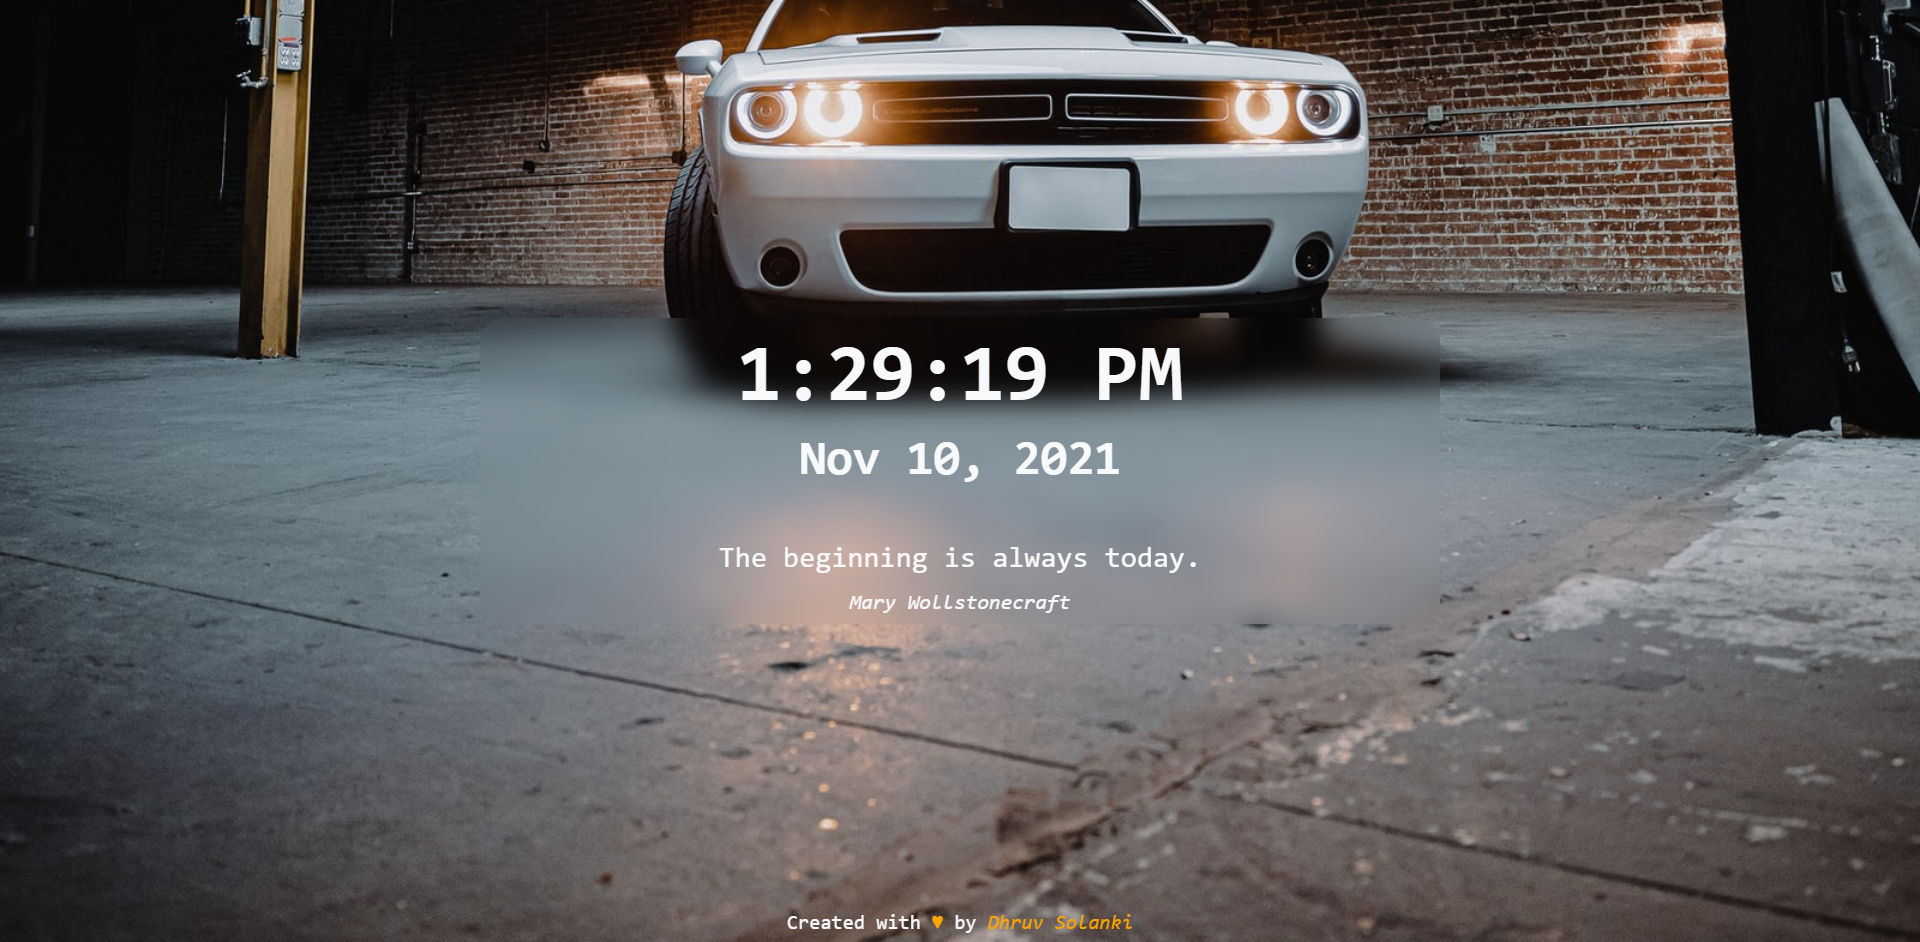 1:29:19 PM
Nov 10, 2021
The beginning is always today.
Mary Wollstonecraft
Created with ♥ by Dhruv Solanki